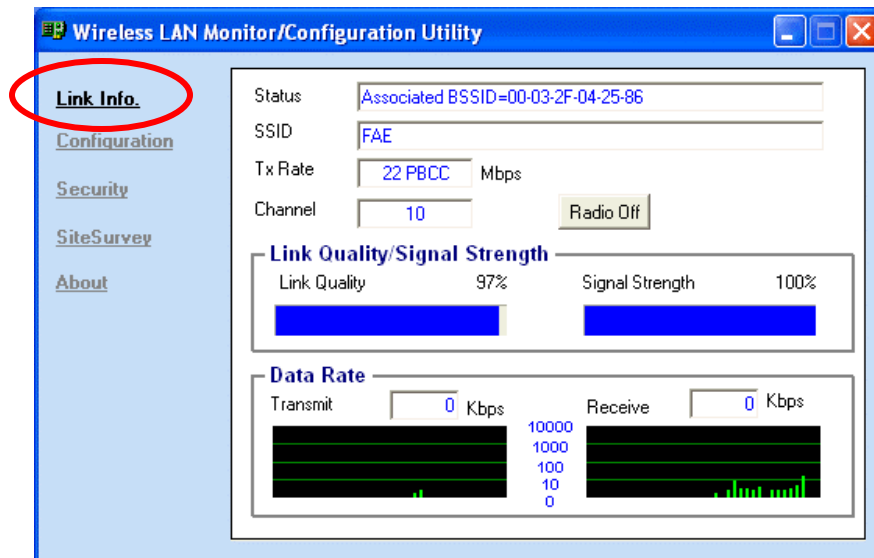 Wireless LAN Monitor/Configuration Utility
Link Info.
Configuration
Security
SiteSurvey
About
Status Associated BSSID=00-03-2F-04-25-86
SSID FAE
Tx Rate 22 PBCC Mbps
Channel 10 Radio Off
Link Quality/Signal Strength
Link Quality 97% Signal Strength 100%
Data Rate
Transmit 0 Kbps Receive 0 Kbps
10000
1000
100
10
0